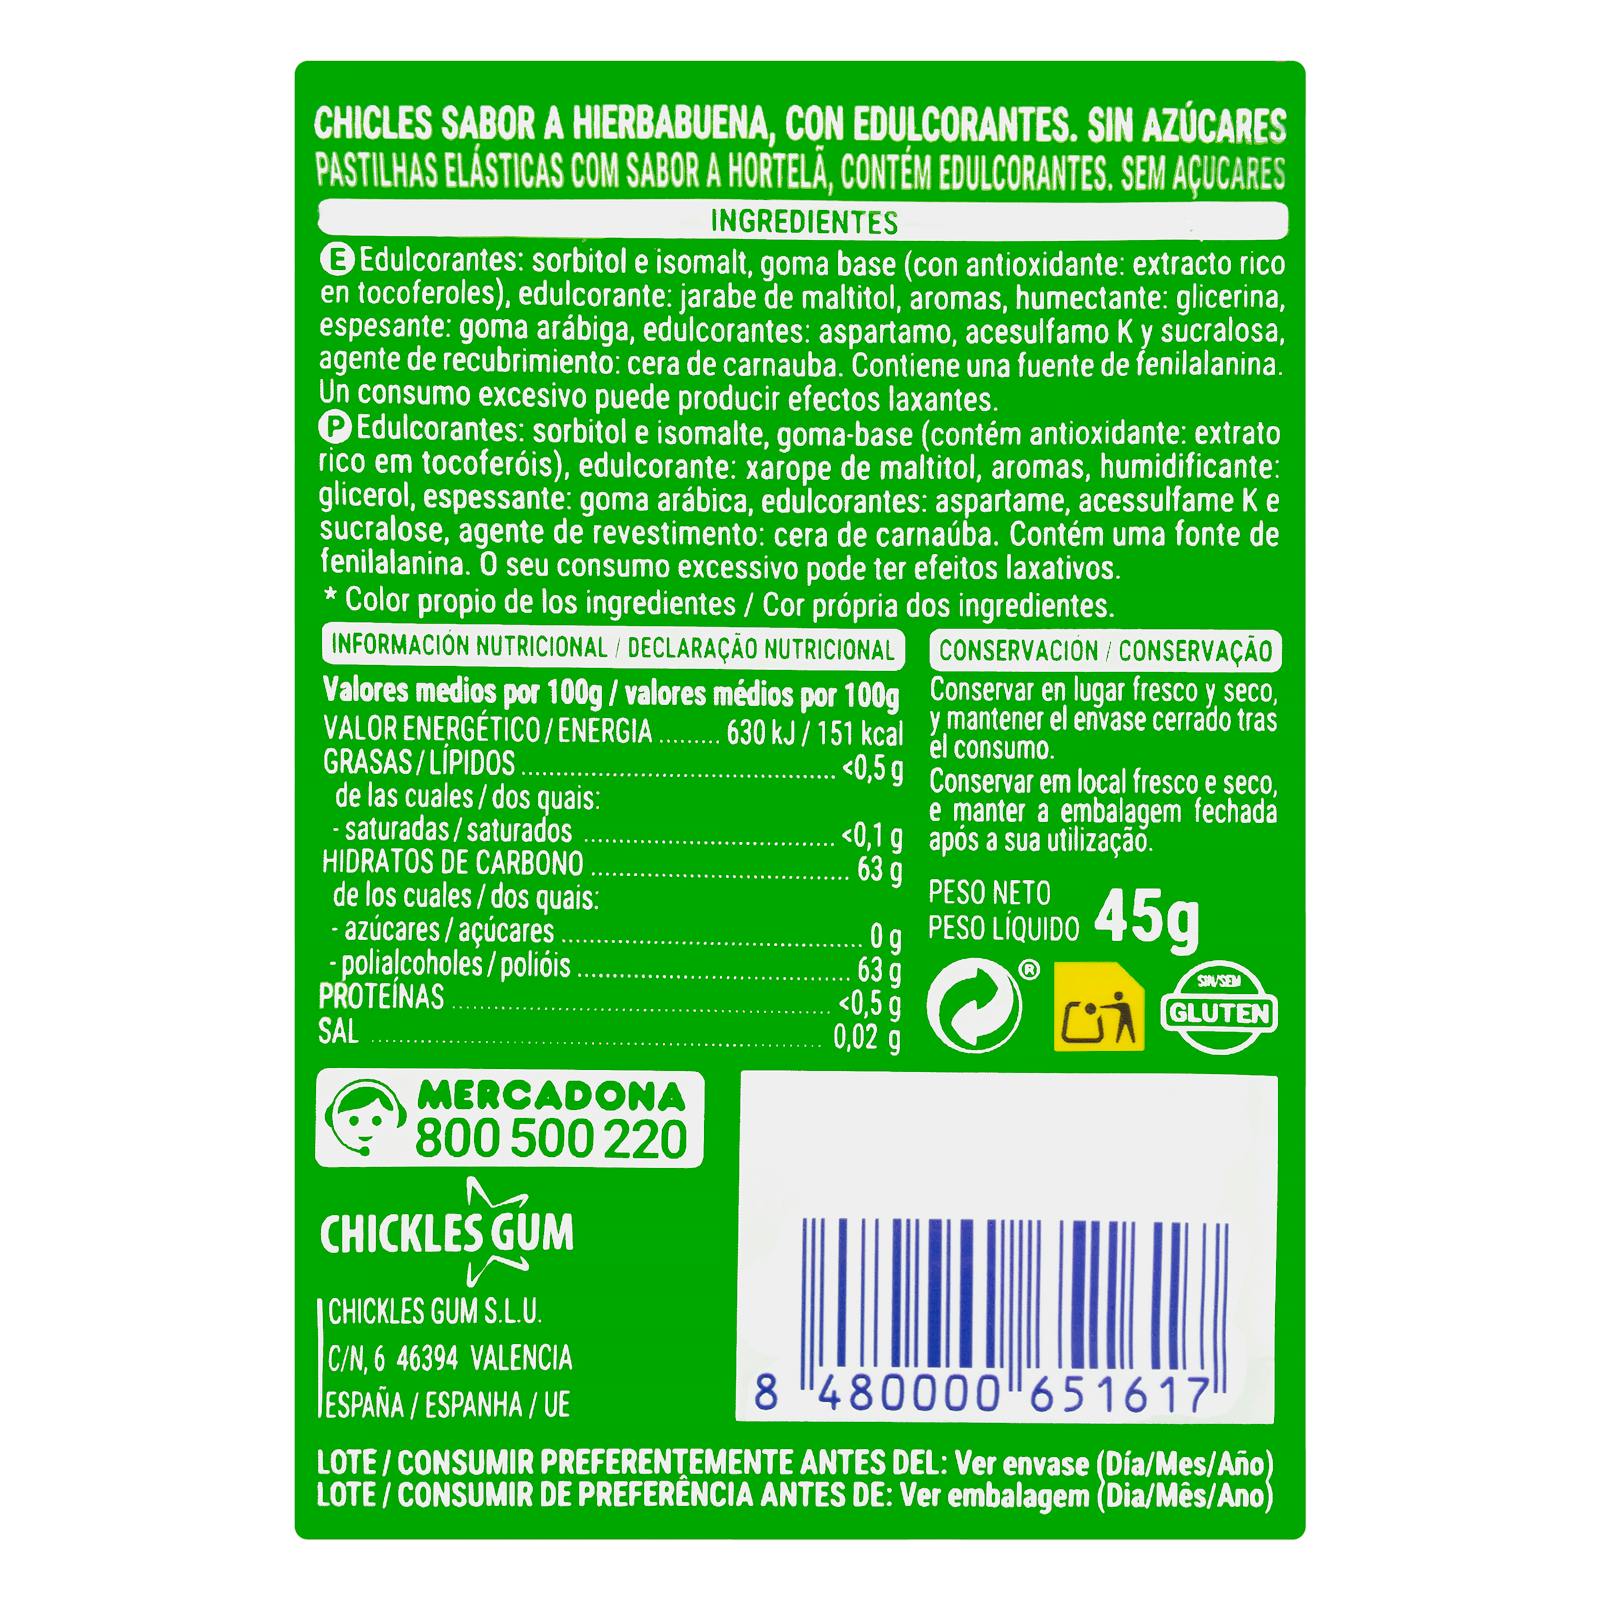 CHICLES SABOR A HIERBABUENA, CON EDULCORANTES. SIN AZÚCARES
PASTILHAS ELÁSTICAS COM SABOR A HORTELÃ, CONTÉM EDULCORANTES. SEM AÇUCARES
INGREDIENTES
E Edulcorantes: sorbitol e isomalt, goma base (con antioxidante: extracto rico
en tocoferoles), edulcorante: jarabe de maltitol, aromas, humectante: glicerina,
espesante: goma arábiga, edulcorantes: aspartamo, acesulfamo K y sucralosa,
agente de recubrimiento: cera de carnauba. Contiene una fuente de fenilalanina.
Un consumo excesivo puede producir efectos laxantes.
P Edulcorantes: sorbitol e isomalte, goma-base (contém antioxidante: extrato
rico em tocoferóis), edulcorante: xarope de maltitol, aromas, humidificante:
glicerol, espessante: goma arábica, edulcorantes: aspartame, acessulfame K e
sucralose, agente de revestimento: cera de carnaúba. Contém uma fonte de
fenilalanina. O seu consumo excessivo pode ter efeitos laxativos.
* Color propio de los ingredientes / Cor própria dos ingredientes.
INFORMACIÓN NUTRICIONAL / DECLARAÇÃO NUTRICIONAL
Valores medios por 100g / valores médios por 100g
VALOR ENERGÉTICO / ENERGIA ......... 630 kJ / 151 kcal
GRASAS / LÍPIDOS ............ <0,5 g
de las cuales / dos quais:
- saturadas / saturados ............ <0,1 g
HIDRATOS DE CARBONO ............ 63 g
de los cuales / dos quais:
- azúcares / açúcares ............ 0 g
- polialcoholes / polióis ............ 63 g
PROTEÍNAS ............ <0,5 g
SAL ............ 0,02 g
CONSERVACIÓN / CONSERVAÇÃO
Conservar en lugar fresco y seco,
y mantener el envase cerrado tras
el consumo.
Conservar em local fresco e seco,
e manter a embalagem fechada
após a sua utilização.
PESO NETO
PESO LÍQUIDO 45g
®
SIN/SEM
GLUTEN
MERCADONA
800 500 220
CHICKLES GUM
CHICKLES GUM S.L.U.
C/N, 6 46394 VALENCIA
ESPAÑA / ESPANHA / UE
8 480000 651617
LOTE / CONSUMIR PREFERENTEMENTE ANTES DEL: Ver envase (Día/Mes/Año)
LOTE / CONSUMIR DE PREFERÊNCIA ANTES DE: Ver embalagem (Dia/Mês/Ano)